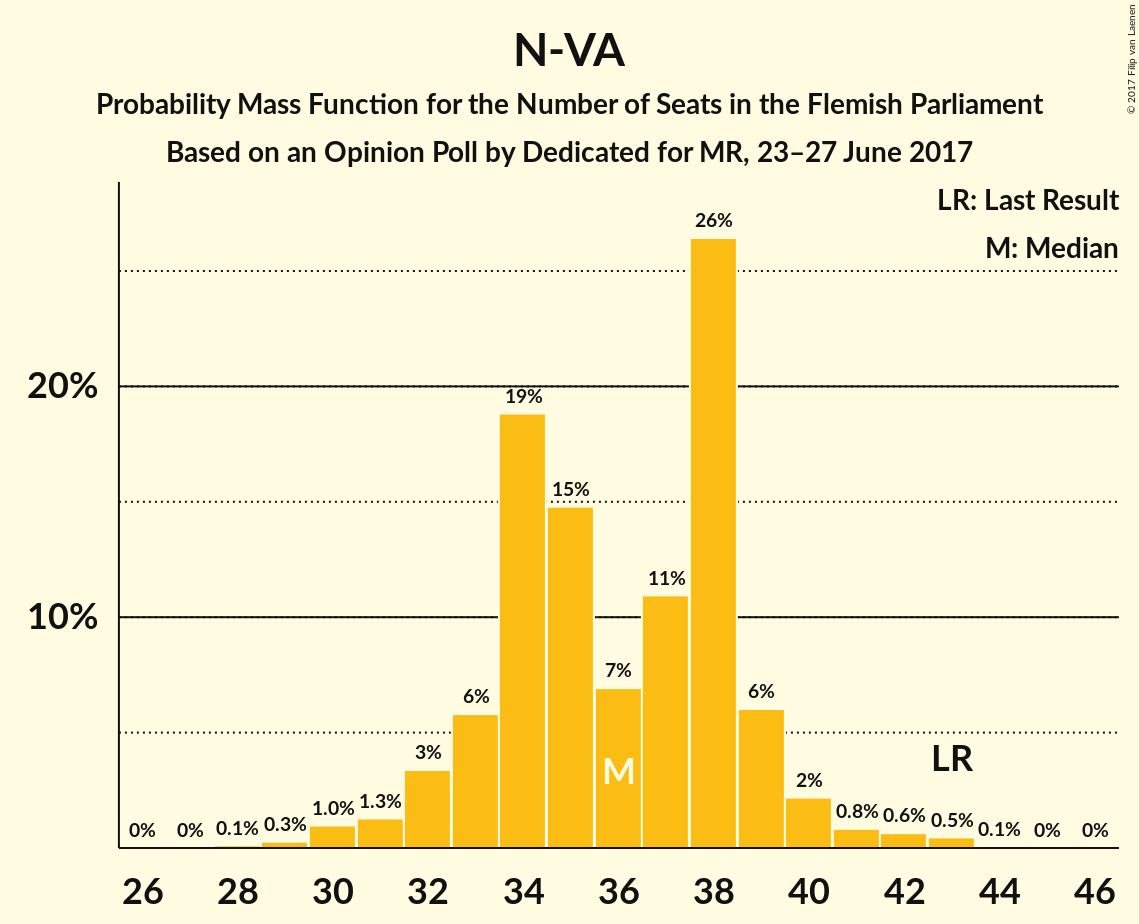 N-VA
Probability Mass Function for the Number of Seats in the Flemish Parliament
Based on an Opinion Poll by Dedicated for MR, 23–27 June 2017
© 2017 Filip van Laenen
LR: Last Result
M: Median
20%
10%
0%
0%
0.1%
0.3%
1.0%
1.3%
3%
6%
19%
15%
7%
11%
26%
6%
2%
0.8%
0.6%
0.5%
0.1%
0%
0%
M
LR
26 28 30 32 34 36 38 40 42 44 46